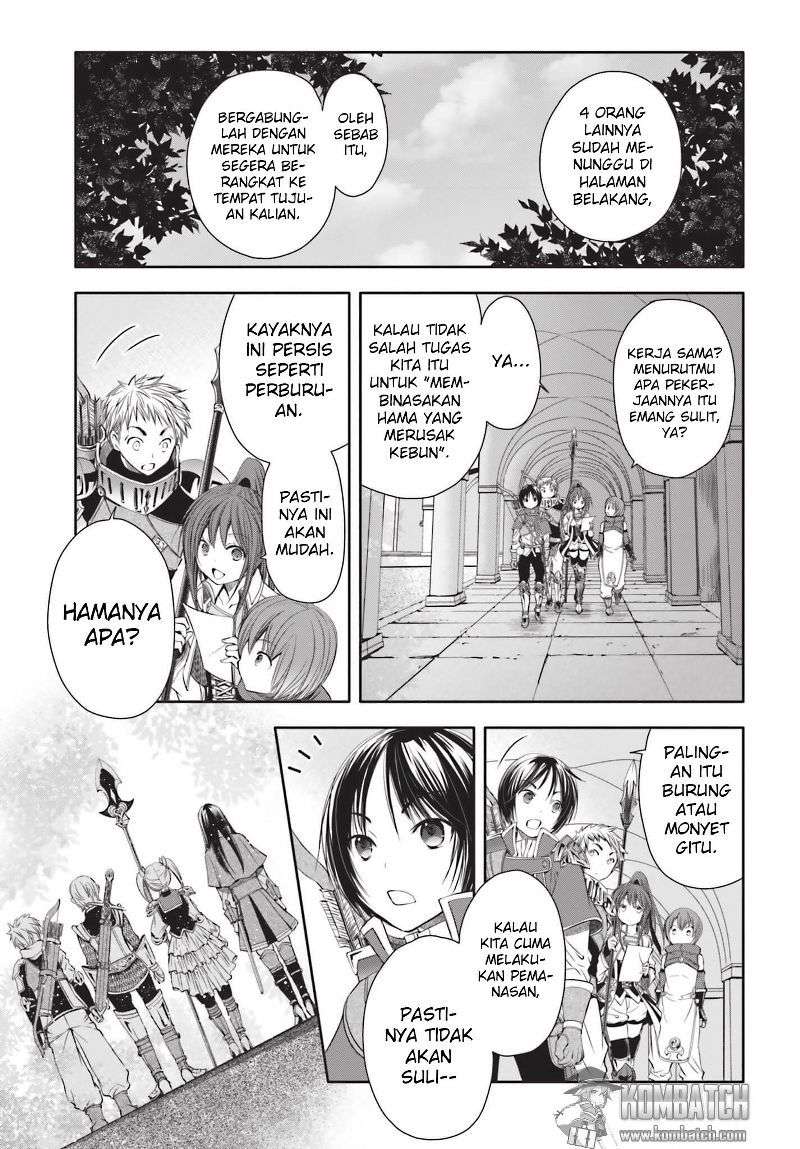 4 ORANG
LAINNYA
SUDAH ME-
NUNGGU DI
HALAMAN
BELAKANG,
OLEH
SEBAB
ITU,
BERGABUNG-
LAH DENGAN
MEREKA UNTUK
SEGERA BE-
RANGKAT KE
TEMPAT TUJU-
AN KALIAN.
KERJA SAMA?
MENURUTMU
APA PEKER-
JAANNYA ITU
EMANG SULIT,
YA?
YA...
KALAU TIDAK
SALAH TUGAS
KITA ITU
UNTUK "MEM-
BINASAKAN
HAMA YANG
MERUSAK
KEBUN".
KAYAKNYA
INI PERSIS
SEPERTI
PERBURU-
AN.
PASTI-
NYA INI
AKAN
MUDAH.
HAMANYA
APA?
PALING-
AN ITU
BURUNG
ATAU
MONYET
GITU.
KALAU
KITA CUMA
MELAKU-
KAN PEMA-
NASAN,
PASTI-
NYA TIDAK
AKAN
SULI--
KOMBATCH
www.kombatch.com